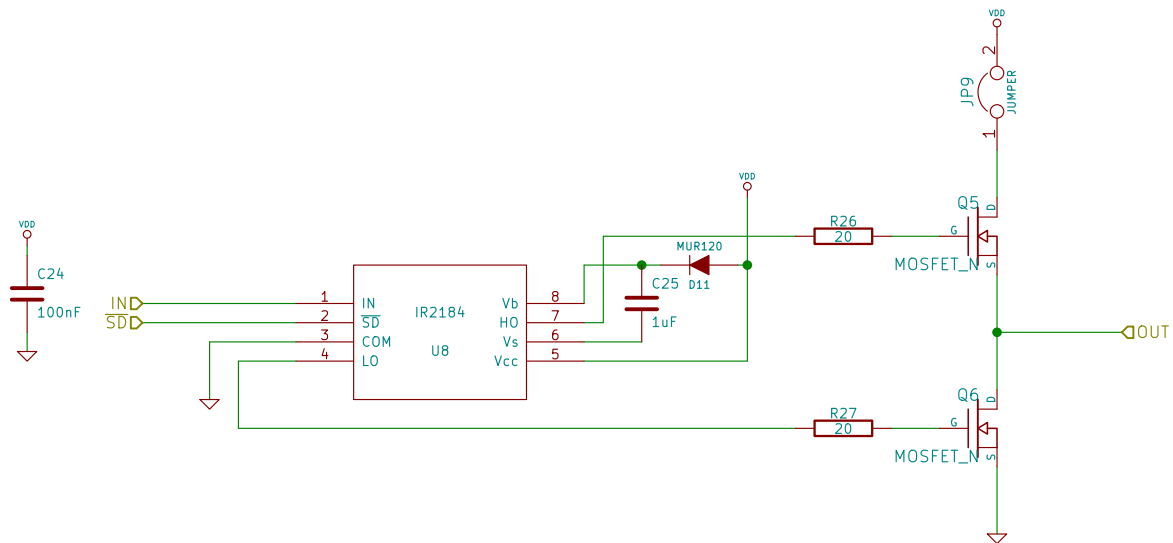 VDD
2
JP9
JUMPER
1
VDD
Q5
D
G
S
MOSFET_N
R26
20
VDD
C24
100nF
MUR120
D11
C25
1uF
IN
SD
1
2
3
4
IN
SD
COM
LO
IR2184
U8
Vb
HO
Vs
Vcc
8
7
6
5
OUT
R27
20
Q6
D
G
S
MOSFET_N